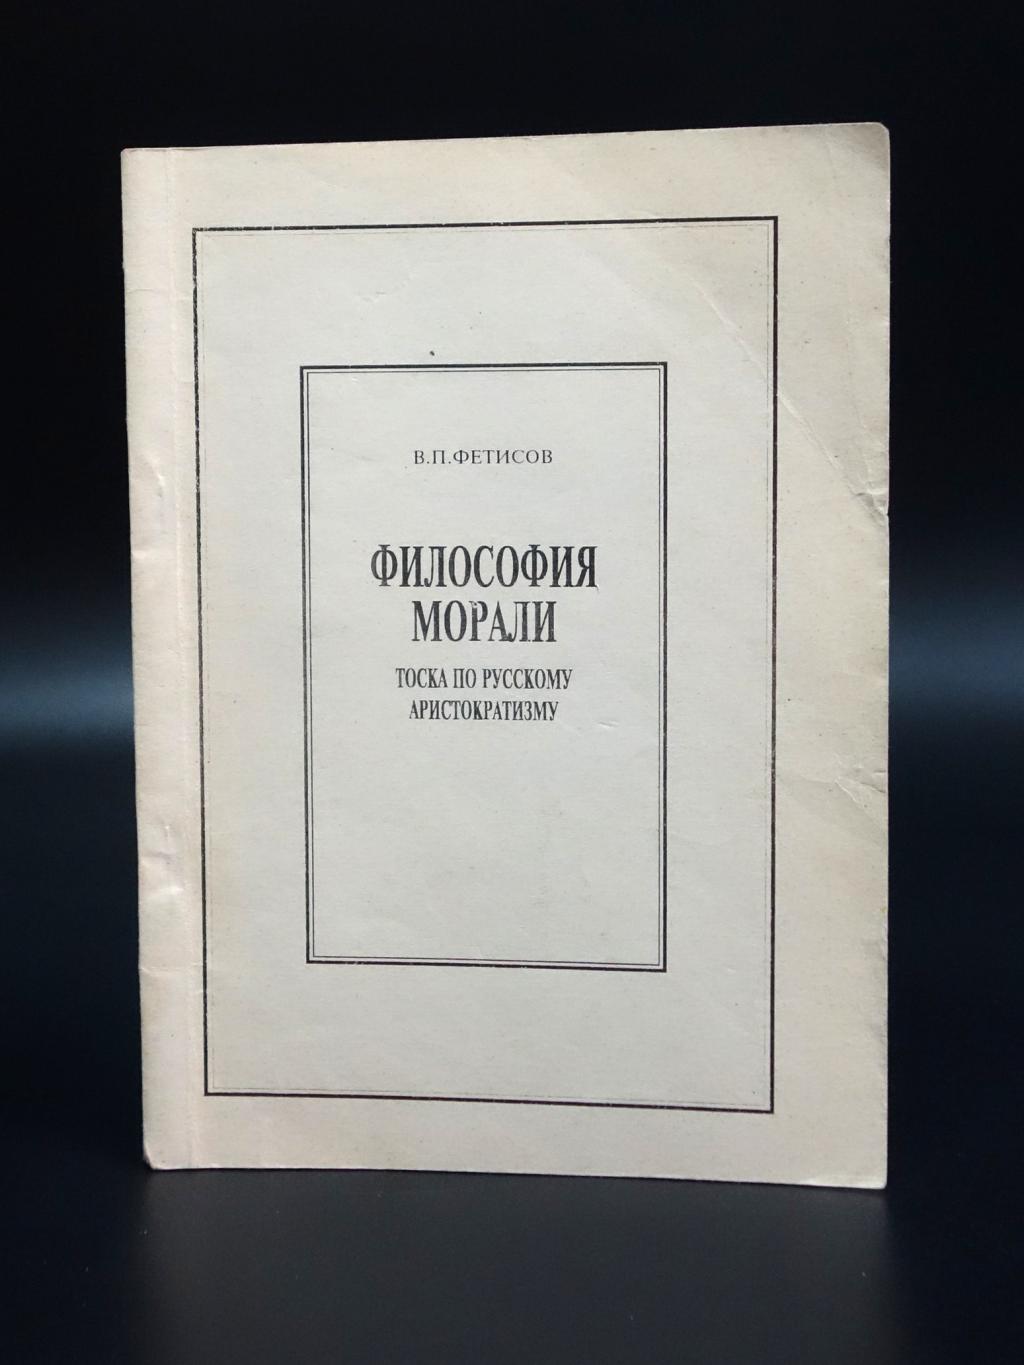 В.П.ФЕТИСОВ
ФИЛОСОФИЯ
МОРАЛИ
ТОСКА ПО РУССКОМУ
АРИСТОКРАТИЗМУ